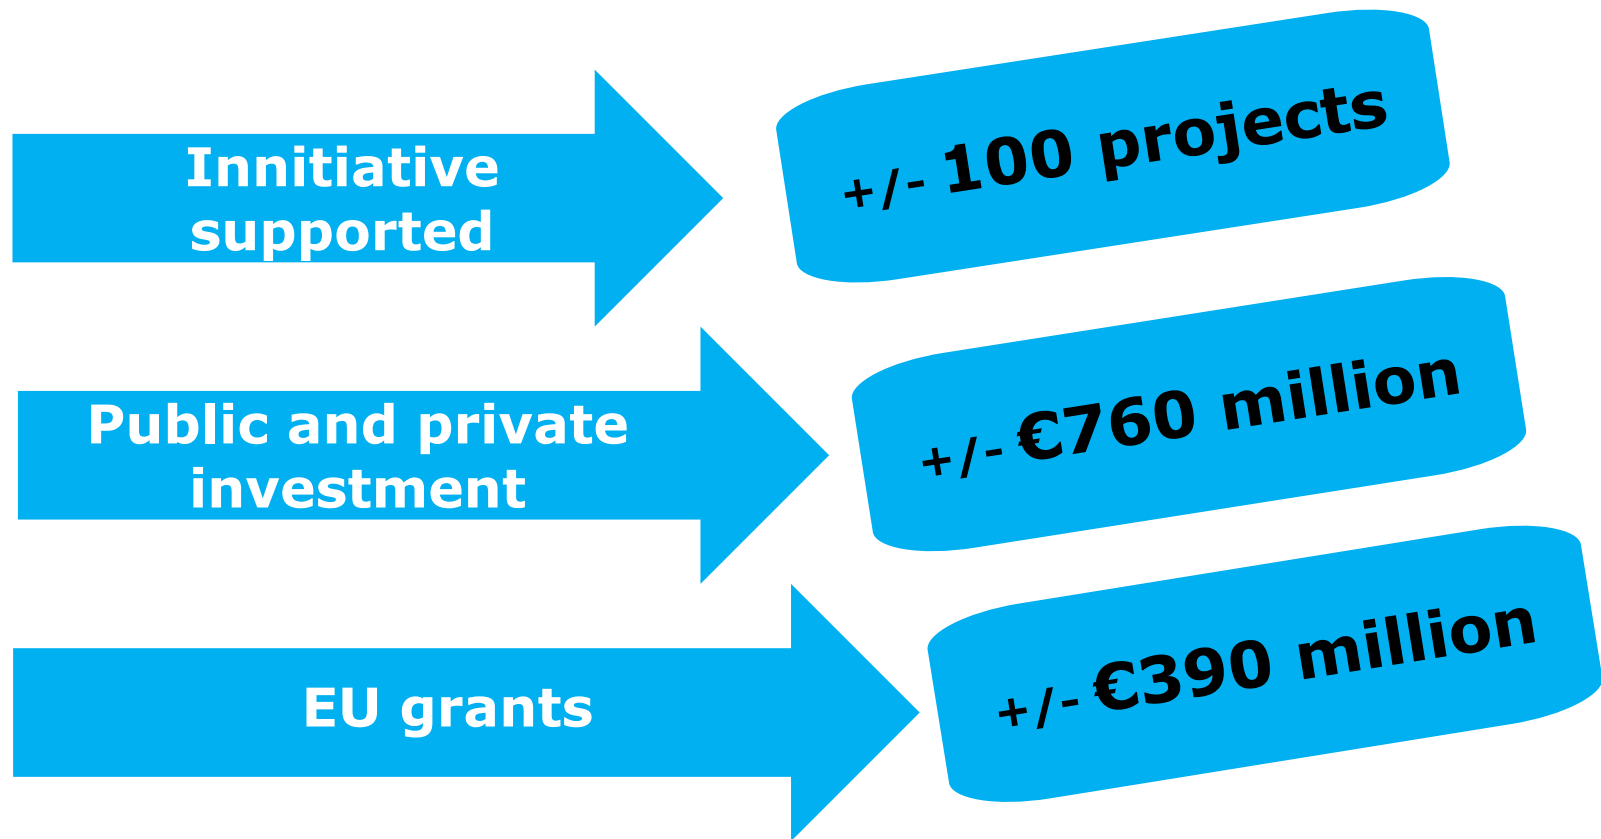 Innitiative
supported
+/- 100 projects
Public and private
investment
+/- €760 million
EU grants
+/- €390 million